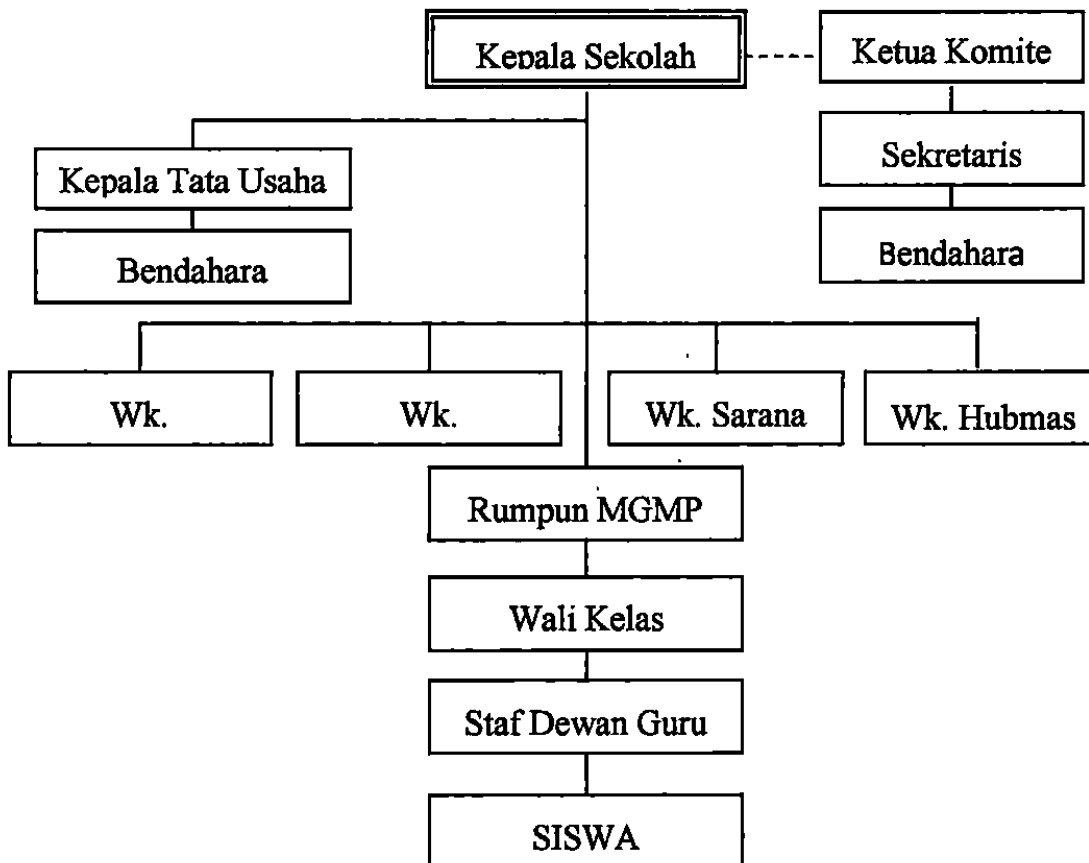 Kepala Sekolah
Ketua Komite
Sekretaris
Bendahara
Kepala Tata Usaha
Bendahara
Wk.
Wk.
Wk. Sarana
Wk. Hubmas
Rumpun MGMP
Wali Kelas
Staf Dewan Guru
SISWA